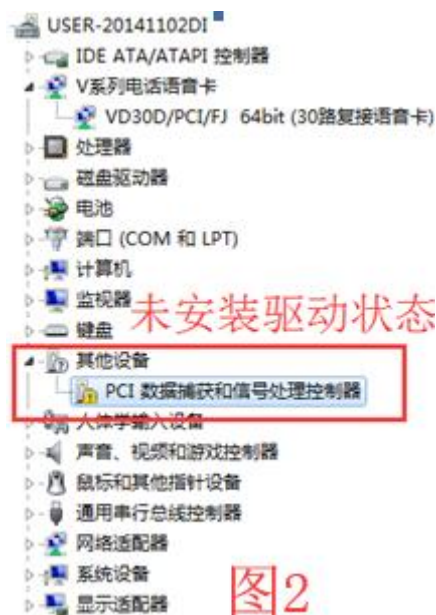 USER-20141102DI
IDE ATA/ATAPI 控制器
V系列电话语音卡
VD30D/PCI/FJ 64bit (30路复接语音卡)
处理器
磁盘驱动器
电池
端口 (COM 和 LPT)
计算机
监视器
未安装驱动状态
键盘
其他设备
PCI 数据捕获和信号处理控制器
人体学输入设备
声音、视频和游戏控制器
鼠标和其他指针设备
通用串行总线控制器
网络适配器
系统设备
图2
显示适配器